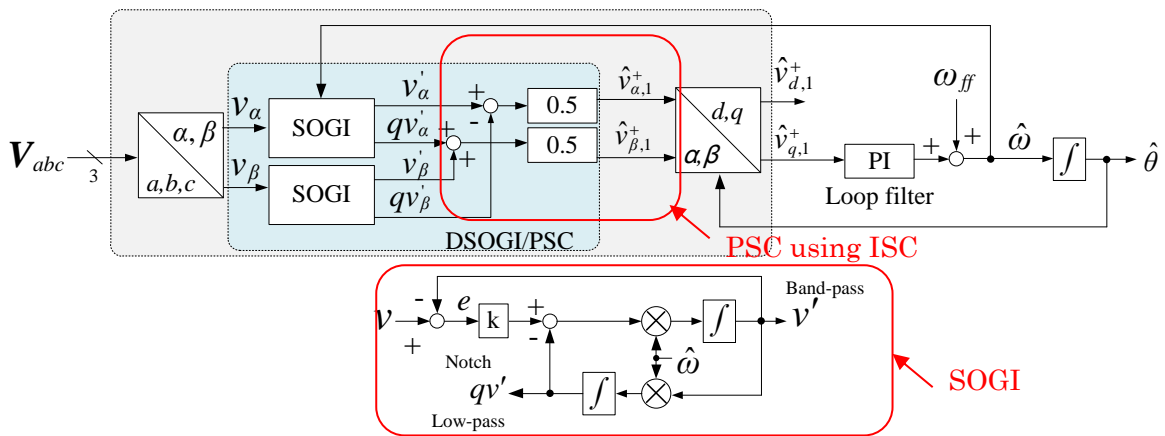 V_abc
3
α, β
a,b,c
v_α
v_β
SOGI
SOGI
v'_α
qv'_α
v'_β
qv'_β
+
-
+
+
0.5
0.5
DSOGI/PSC
v̂⁺_α,1
v̂⁺_β,1
d,q
α,β
v̂⁺_d,1
v̂⁺_q,1
PI
Loop filter
+
ω_ff
+
ω̂
∫
θ̂
PSC using ISC
v
-
+
e
k
+
-
∫
Band-pass
v'
Notch
ω̂
qv'
∫
Low-pass
SOGI